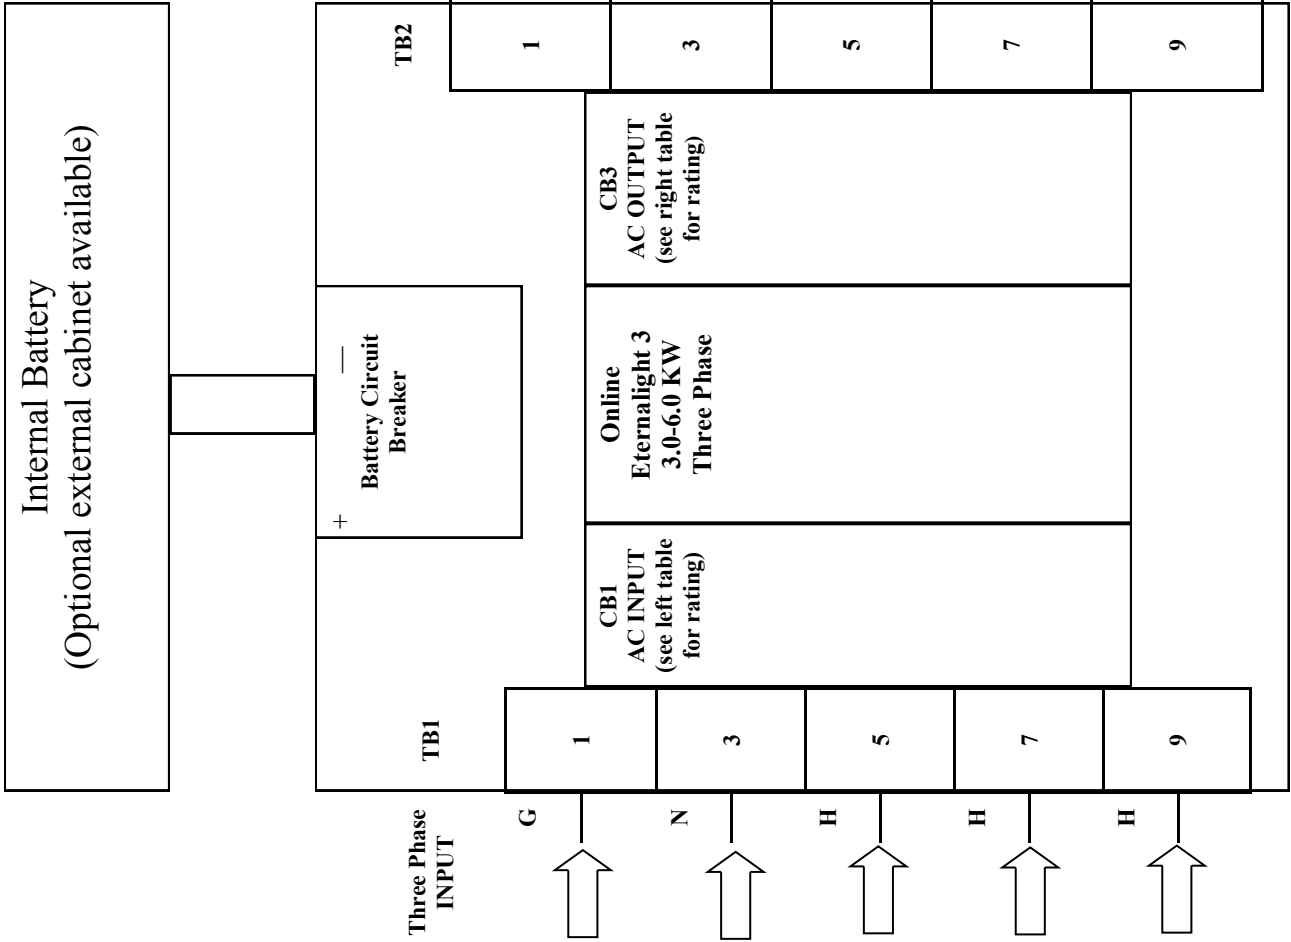 Internal Battery
(Optional external cabinet available)
+
—
Battery Circuit
Breaker
Three Phase
INPUT
TB1
TB2
G
N
H
H
H
1
3
5
7
9
CB1
AC INPUT
(see left table
for rating)
Online
Eternalight 3
3.0-6.0 KW
Three Phase
CB3
AC OUTPUT
(see right table
for rating)
1
3
5
7
9